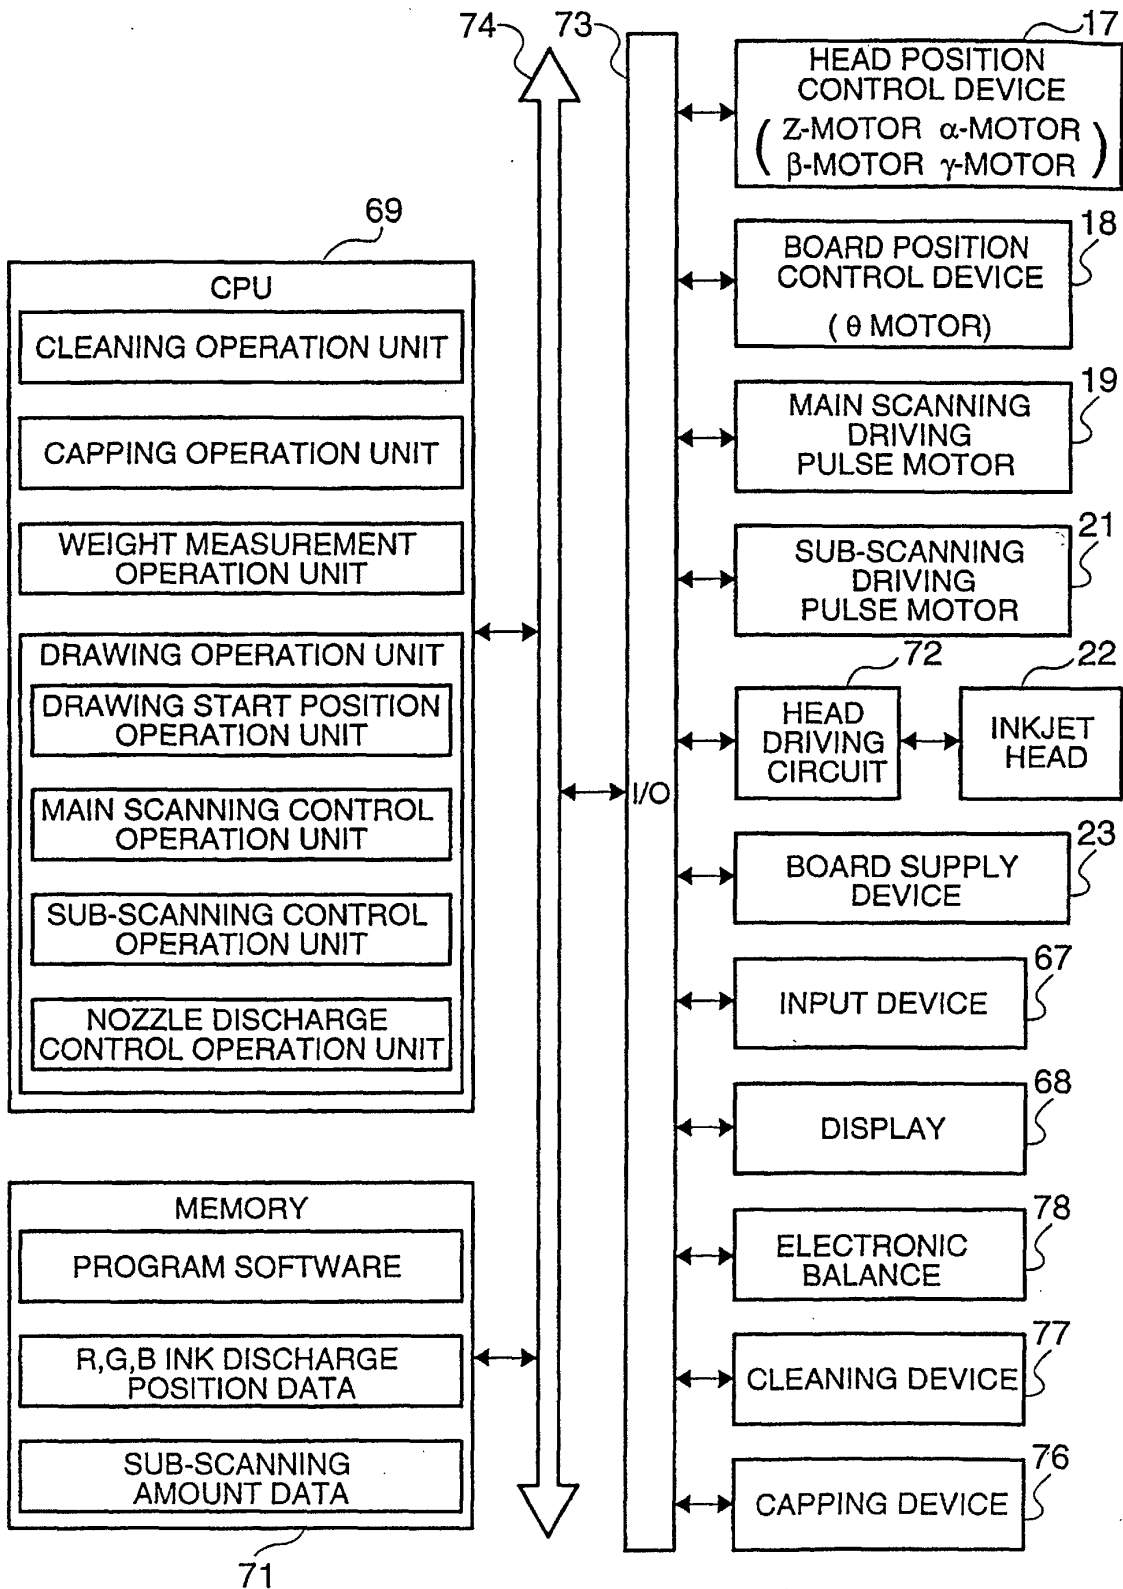 74
73
17
HEAD POSITION
CONTROL DEVICE
( Z-MOTOR α-MOTOR
β-MOTOR γ-MOTOR )
69
CPU
CLEANING OPERATION UNIT
CAPPING OPERATION UNIT
WEIGHT MEASUREMENT
OPERATION UNIT
DRAWING OPERATION UNIT
DRAWING START POSITION
OPERATION UNIT
MAIN SCANNING CONTROL
OPERATION UNIT
SUB-SCANNING CONTROL
OPERATION UNIT
NOZZLE DISCHARGE
CONTROL OPERATION UNIT
MEMORY
PROGRAM SOFTWARE
R,G,B INK DISCHARGE
POSITION DATA
SUB-SCANNING
AMOUNT DATA
71
I/O
18
BOARD POSITION
CONTROL DEVICE
( θ MOTOR)
19
MAIN SCANNING
DRIVING
PULSE MOTOR
21
SUB-SCANNING
DRIVING
PULSE MOTOR
72
HEAD
DRIVING
CIRCUIT
22
INKJET
HEAD
23
BOARD SUPPLY
DEVICE
67
INPUT DEVICE
68
DISPLAY
78
ELECTRONIC
BALANCE
77
CLEANING DEVICE
76
CAPPING DEVICE